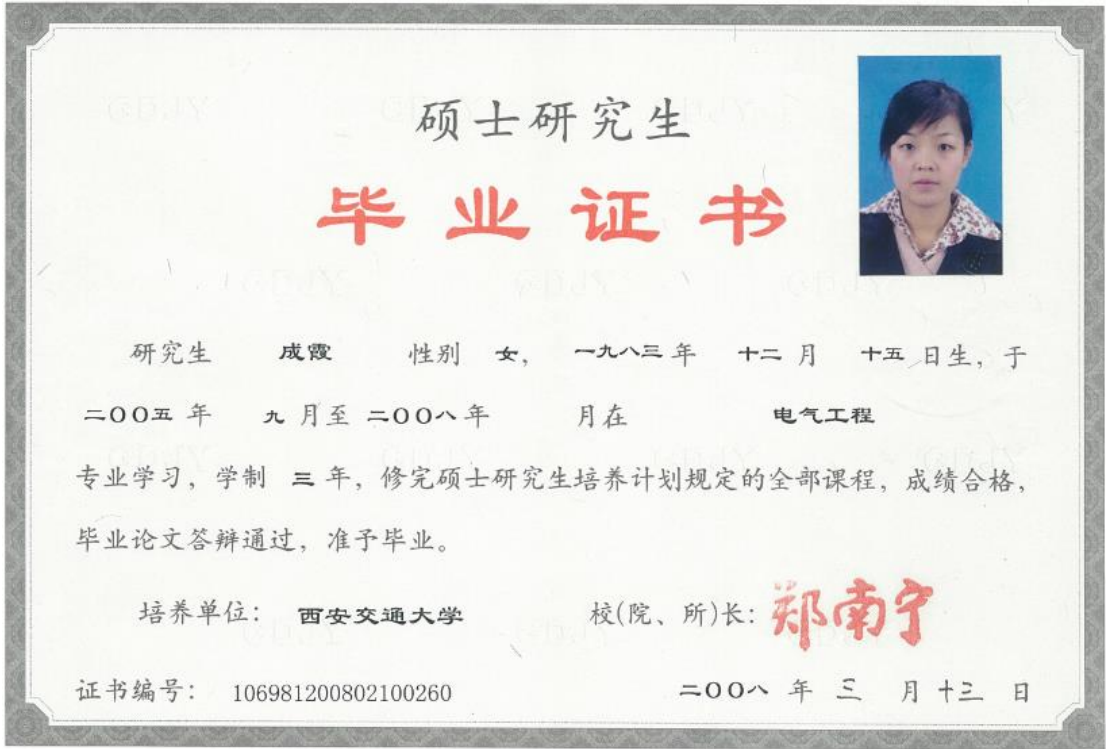 硕士研究生
毕业证书
研究生 成霞 性别 女, 一九八三 年 十二 月 十五 日生, 于
二〇〇五 年 九 月至 二〇〇八 年 月在 电气工程
专业学习, 学制 三 年, 修完硕士研究生培养计划规定的全部课程, 成绩合格,
毕业论文答辩通过, 准予毕业。
培养单位: 西安交通大学 校(院、所)长: 郑南宁
证书编号: 106981200802100260 二〇〇八 年 三 月 十三 日